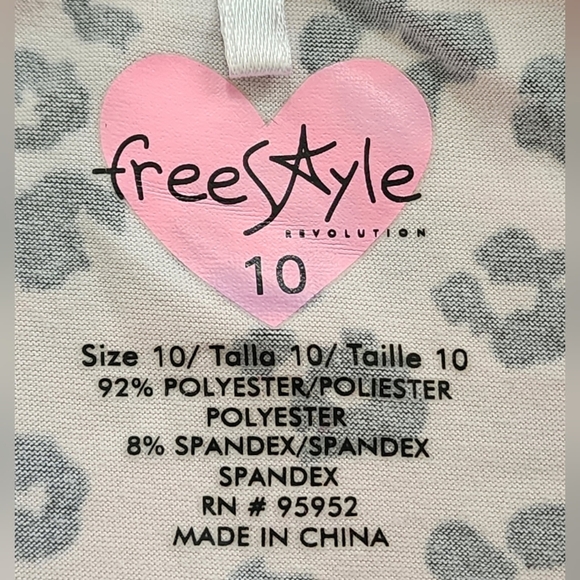 freestyle
REVOLUTION
10
Size 10/ Talla 10/ Taille 10
92% POLYESTER/POLIESTER
POLYESTER
8% SPANDEX/SPANDEX
SPANDEX
RN # 95952
MADE IN CHINA